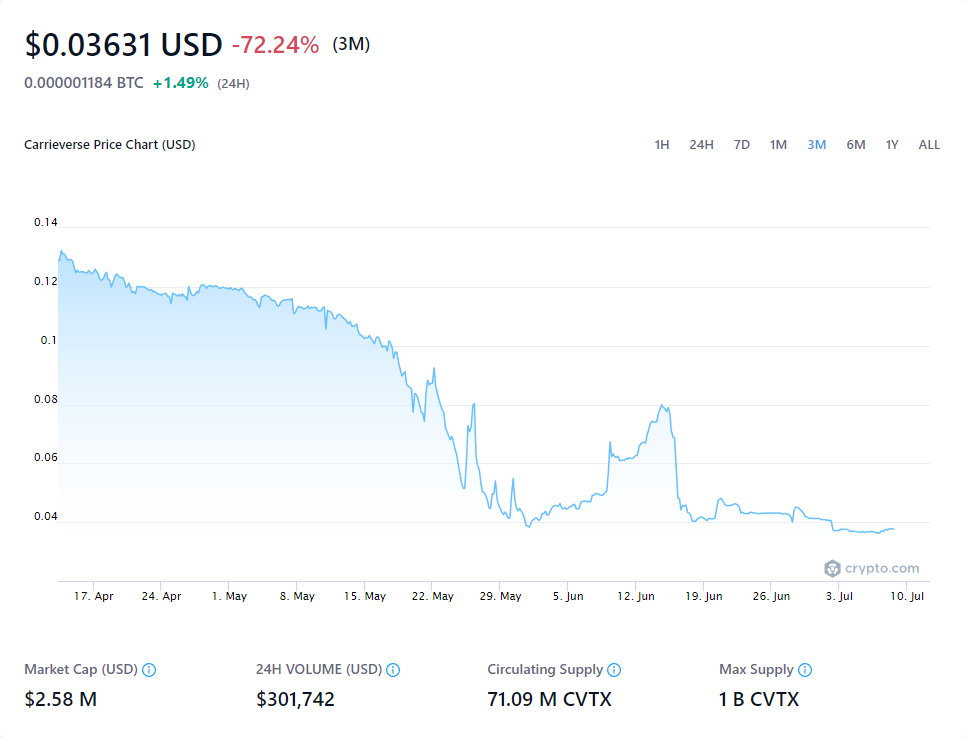 $0.03631 USD -72.24% (3M)
0.000001184 BTC +1.49% (24H)
Carrieverse Price Chart (USD) 1H 24H 7D 1M 3M 6M 1Y ALL
0.14
0.12
0.1
0.08
0.06
0.04
crypto.com
17. Apr 24. Apr 1. May 8. May 15. May 22. May 29. May 5. Jun 12. Jun 19. Jun 26. Jun 3. Jul 10. Jul
Market Cap (USD) 24H VOLUME (USD) Circulating Supply Max Supply
$2.58 M $301,742 71.09 M CVTX 1 B CVTX